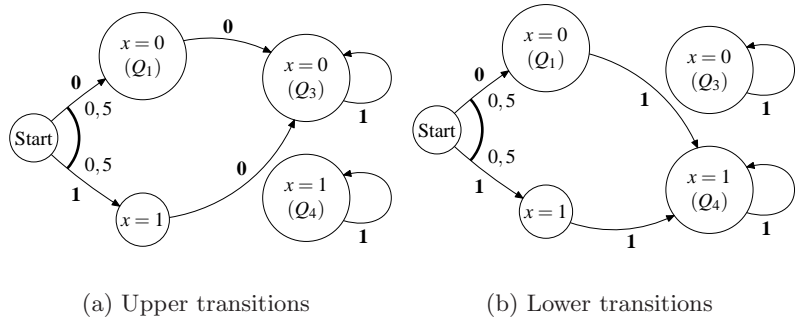 0
x = 0
(Q1)
0
x = 0
(Q3)
1
Start
0, 5
0, 5
1
x = 1
0
x = 1
(Q4)
1
(a) Upper transitions
0
x = 0
(Q1)
1
x = 0
(Q3)
1
Start
0, 5
0, 5
1
x = 1
1
x = 1
(Q4)
1
(b) Lower transitions